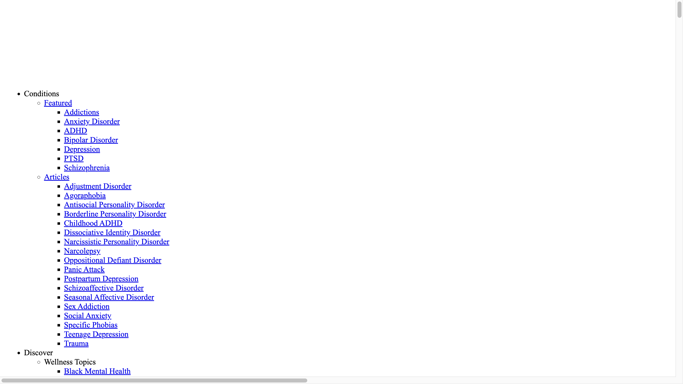 Conditions
Featured
Addictions
Anxiety Disorder
ADHD
Bipolar Disorder
Depression
PTSD
Schizophrenia
Articles
Adjustment Disorder
Agoraphobia
Antisocial Personality Disorder
Borderline Personality Disorder
Childhood ADHD
Dissociative Identity Disorder
Narcissistic Personality Disorder
Narcolepsy
Oppositional Defiant Disorder
Panic Attack
Postpartum Depression
Schizoaffective Disorder
Seasonal Affective Disorder
Sex Addiction
Social Anxiety
Specific Phobias
Teenage Depression
Trauma
Discover
Wellness Topics
Black Mental Health